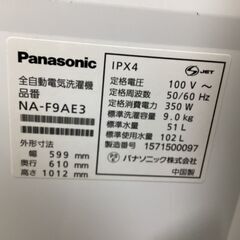 Panasonic
全自動電気洗濯機
品番
NA-F9AE3
外形寸法
幅 599 mm
奥行 610 mm
高さ 1012 mm
IPX4
JET
定格電圧 100 V ~
定格周波数 50/60 Hz
定格消費電力 350 W
標準洗濯容量 9.0 kg
標準水量 51 L
標準使用水量 102 L
製造番号 1571500097
パナソニック株式会社
中国製